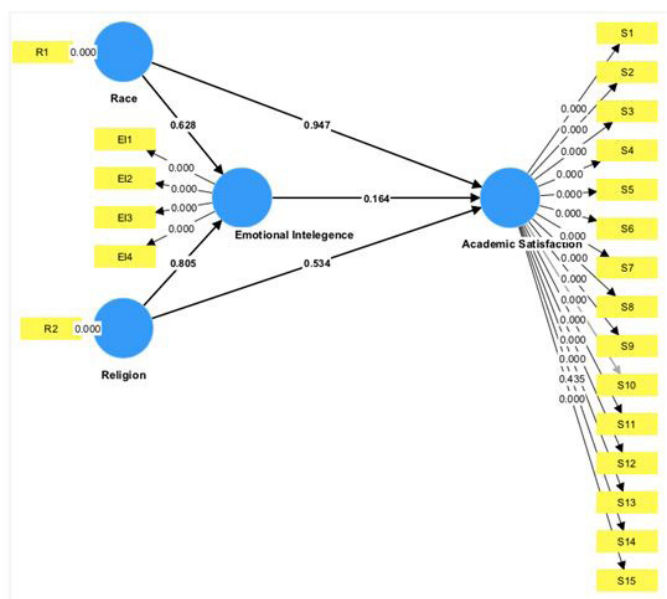 R1
0.000
Race
0.628
0.947
EI1
EI2
EI3
EI4
0.000
0.000
0.000
0.000
Emotional Intelegence
0.164
0.805
0.534
R2
0.000
Religion
Academic Satisfaction
0.000
0.000
0.000
0.000
0.000
0.000
0.000
0.000
0.000
0.000
0.000
0.000
0.000
0.435
0.000
S1
S2
S3
S4
S5
S6
S7
S8
S9
S10
S11
S12
S13
S14
S15